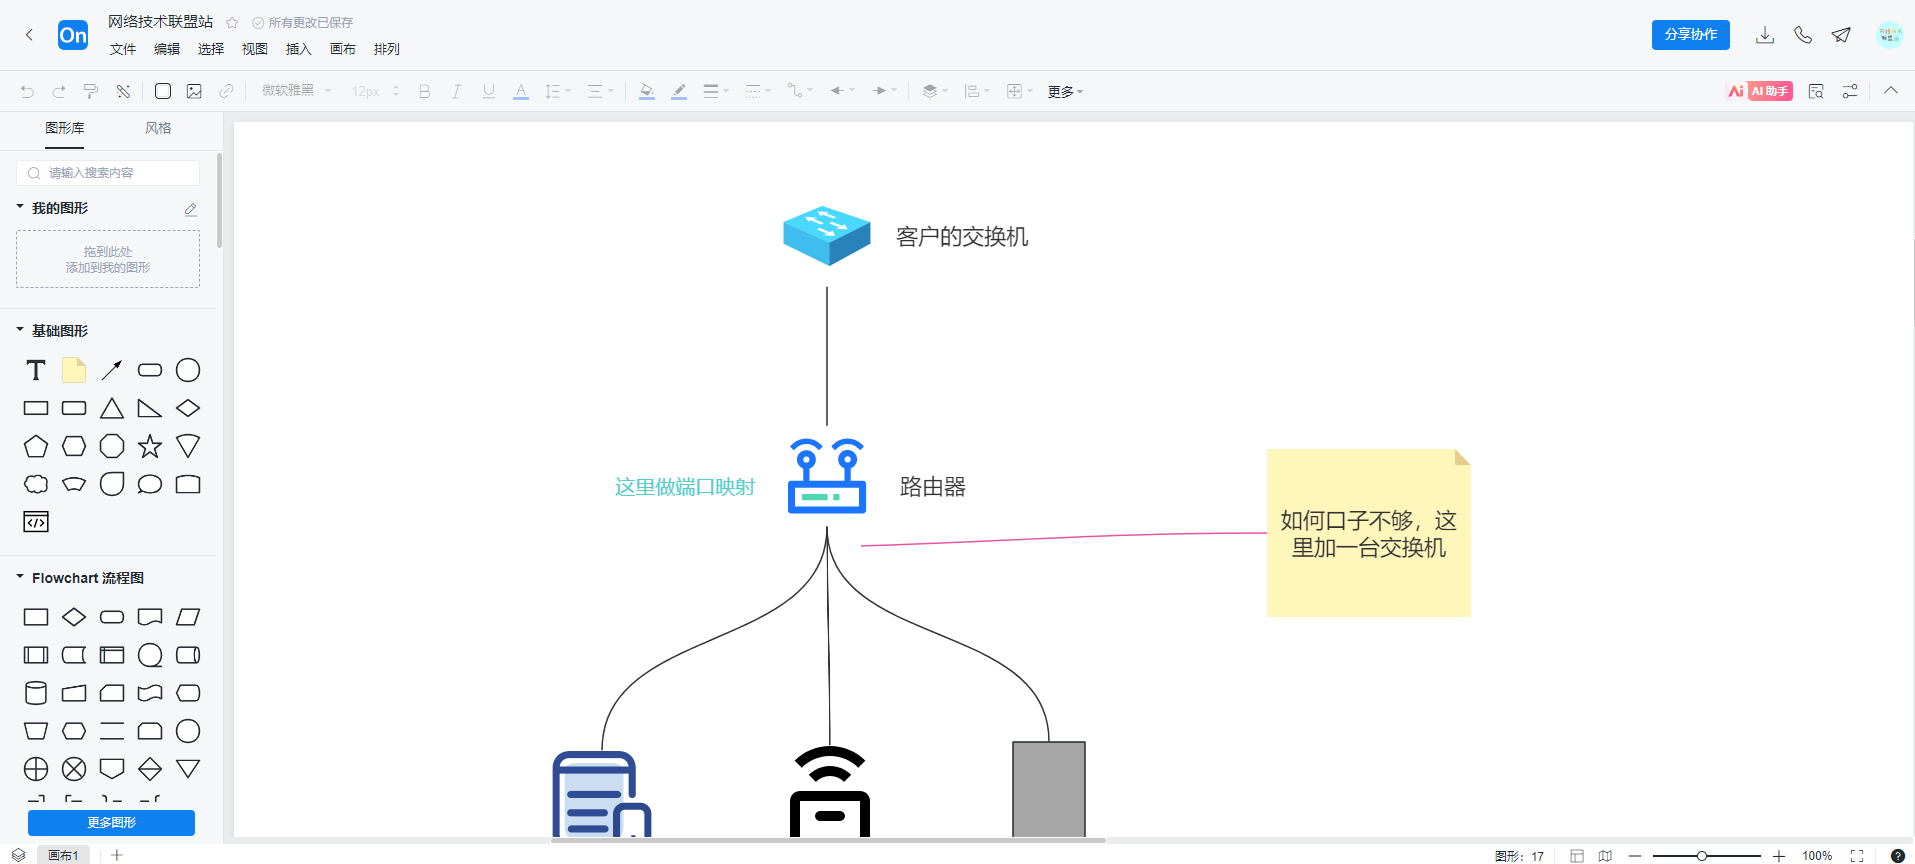 On
网络技术联盟站
所有更改已保存
文件 编辑 选择 视图 插入 画布 排列
分享协作
微软雅黑
12px
B I U A
更多
Ai
AI 助手
图形库 风格
请输入搜索内容
我的图形
拖到此处
添加到我的图形
基础图形
T
Flowchart 流程图
更多图形
客户的交换机
这里做端口映射
路由器
如何口子不够，这
里加一台交换机
画布1
图形：17
100%
?